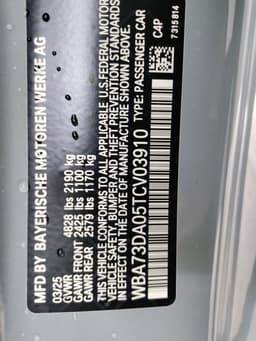 MFD BY BAYERISCHE MOTOREN WERKE AG
03/25
GVWR 4828 lbs 2190 kg
GAWR FRONT 2425 lbs 1100 kg
GAWR REAR 2579 lbs 1170 kg
THIS VEHICLE CONFORMS TO ALL APPLICABLE U.S. FEDERAL MOTOR
VEHICLE SAFETY, BUMPER AND THEFT PREVENTION STANDARDS
IN EFFECT ON THE DATE OF MANUFACTURE SHOWN ABOVE.
WBA73DA05TCV03910 TYPE: PASSENGER CAR
C4P
7315814